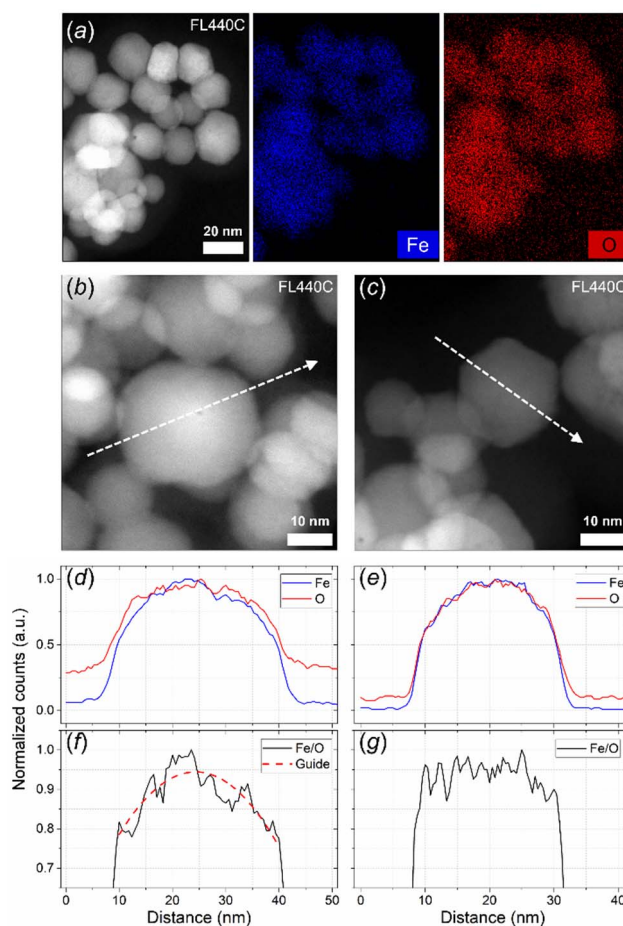 (a)
FL440C
20 nm
Fe
O
(b)
FL440C
10 nm
(c)
FL440C
10 nm
Normalized counts (a.u.)
(d)
Fe
O
1.0
0.5
0.0
(e)
Fe
O
(f)
Fe/O
Guide
1.0
0.9
0.8
0.7
0 10 20 30 40 50
Distance (nm)
(g)
Fe/O
0 10 20 30 40
Distance (nm)